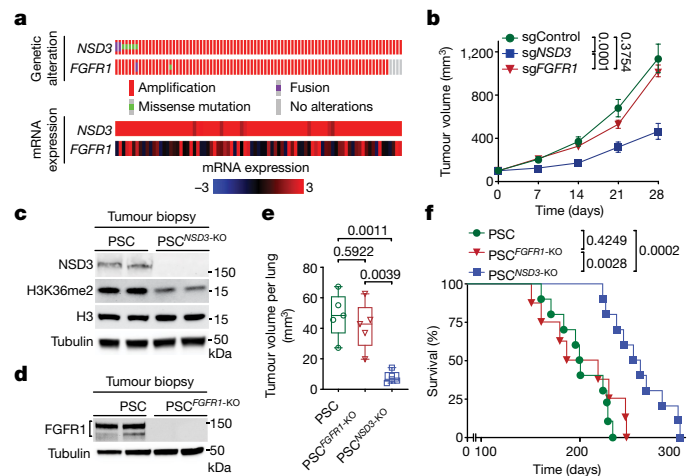 a
Genetic alteration
NSD3
FGFR1
Amplification
Fusion
Missense mutation
No alterations
mRNA expression
NSD3
FGFR1
mRNA expression
–3 3
b
sgControl
sgNSD3
sgFGFR1
0.0001
0.3754
Tumour volume (mm³)
1,200
800
400
0
0 7 14 21 28
Time (days)
c
Tumour biopsy
PSC PSC^NSD3-KO
NSD3
150
H3K36me2
15
H3
15
Tubulin
50
kDa
d
Tumour biopsy
PSC PSC^FGFR1-KO
FGFR1
150
Tubulin
50
kDa
e
0.0011
0.5922
0.0039
Tumour volume per lung (mm³)
80
60
40
20
0
PSC
PSC^FGFR1-KO
PSC^NSD3-KO
f
PSC
PSC^FGFR1-KO
PSC^NSD3-KO
0.4249
0.0028
0.0002
Survival (%)
100
75
50
25
0
0 100 200 300
Time (days)